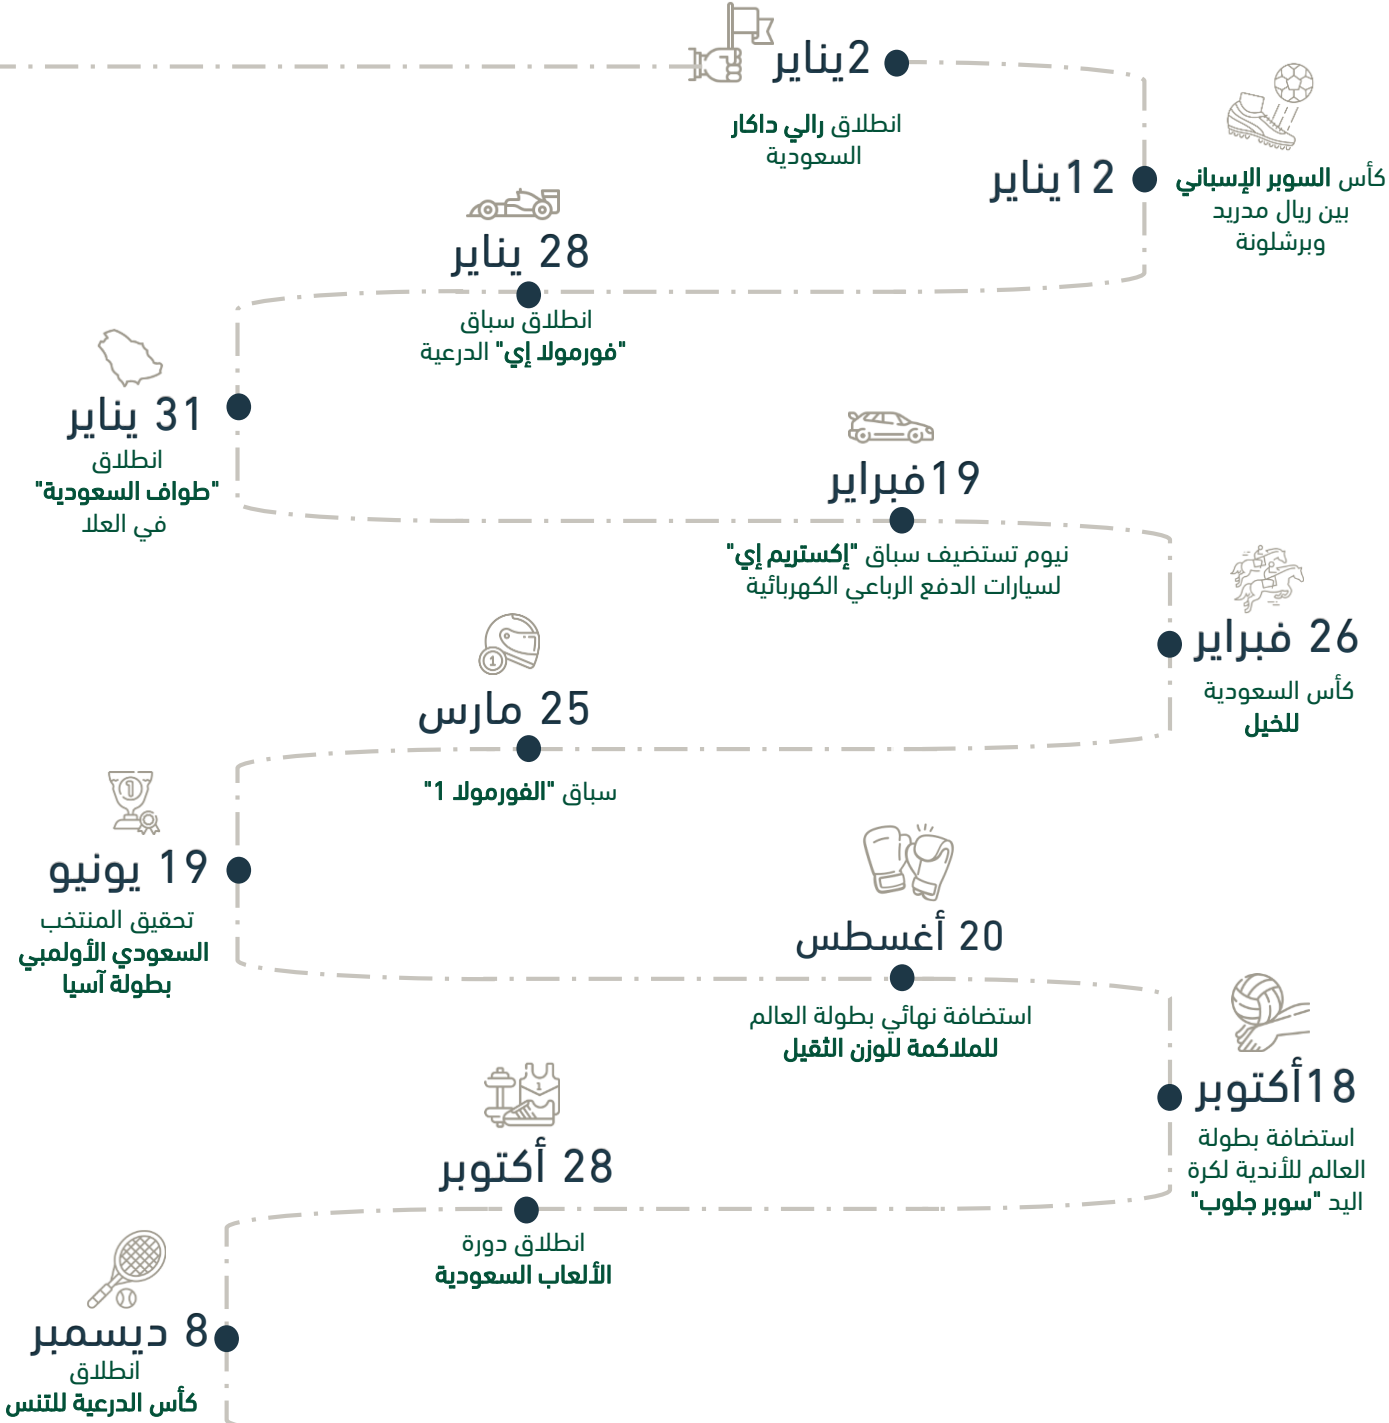 2يناير
انطلاق رالي داكار
السعودية
12يناير
كأس السوبر الإسباني
بين ريال مدريد
وبرشلونة
28 يناير
انطلاق سباق
"فورمولا إي" الدرعية
31 يناير
انطلاق
"طواف السعودية"
في العلا
19فبراير
نيوم تستضيف سباق "إكستريم إي"
لسيارات الدفع الرباعي الكهربائية
26 فبراير
كأس السعودية
للخيل
25 مارس
سباق "الفورمولا 1"
19 يونيو
تحقيق المنتخب
السعودي الأولمبي
بطولة آسيا
20 أغسطس
استضافة نهائي بطولة العالم
للملاكمة للوزن الثقيل
18أكتوبر
استضافة بطولة
العالم للأندية لكرة
اليد "سوبر جلوب"
28 أكتوبر
انطلاق دورة
الألعاب السعودية
8 ديسمبر
انطلاق
كأس الدرعية للتنس